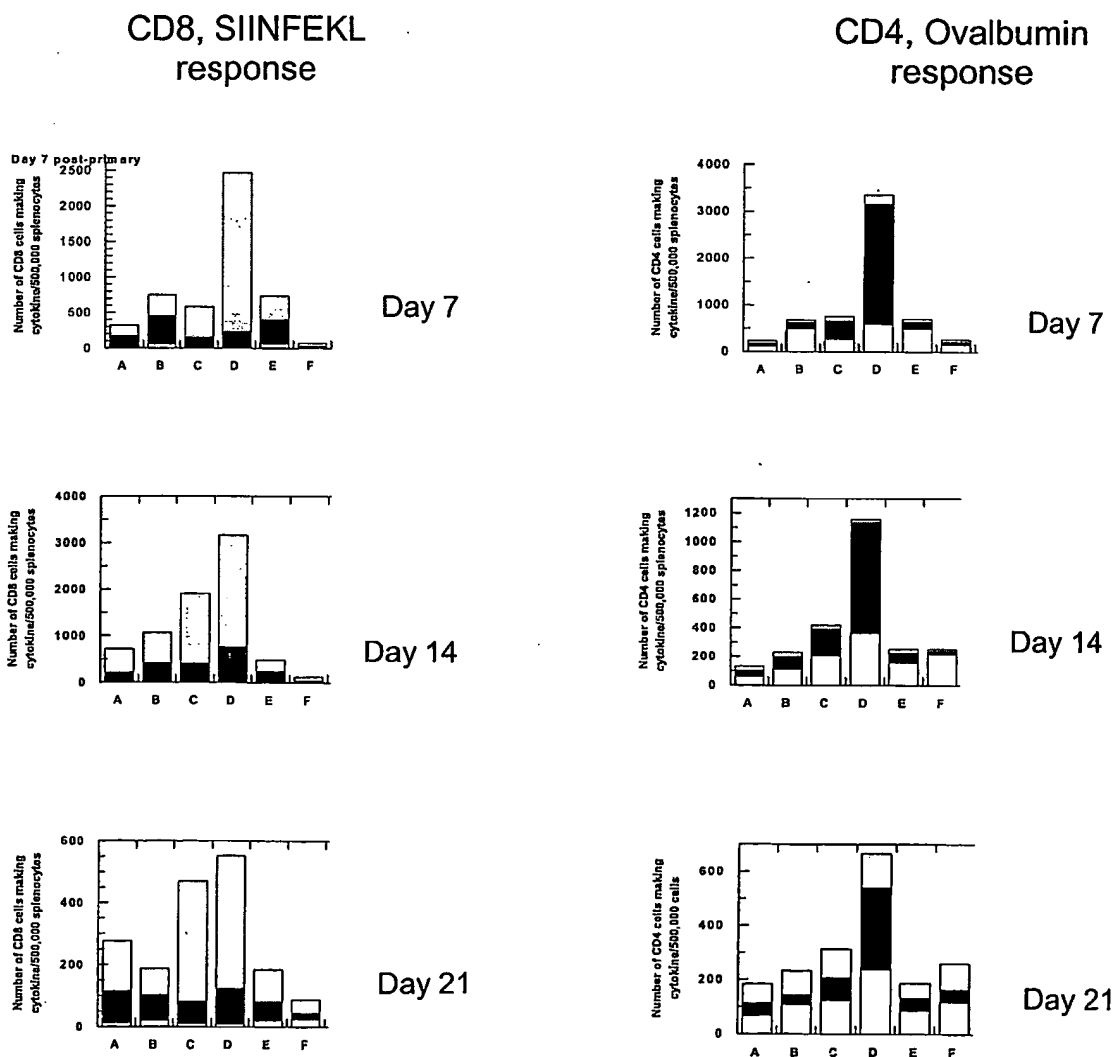 CD8, SIINFEKL
response
CD4, Ovalbumin
response
Day 7 post-primary
Number of CD8 cells making
cytokine/500,000 splenocytes
2500
2000
1500
1000
500
0
A B C D E F
Day 7
Number of CD4 cells making
cytokine/500,000 splenocytes
4000
3000
2000
1000
0
A B C D E F
Day 7
Number of CD8 cells making
cytokine/500,000 splenocytes
4000
3000
2000
1000
0
A B C D E F
Day 14
Number of CD4 cells making
cytokine/500,000 splenocytes
1200
1000
800
600
400
200
0
A B C D E F
Day 14
Number of CD8 cells making
cytokine/500,000 splenocytes
600
400
200
0
A B C D E F
Day 21
Number of CD4 cells making
cytokine/500,000 cells
600
400
200
0
A B C D E F
Day 21